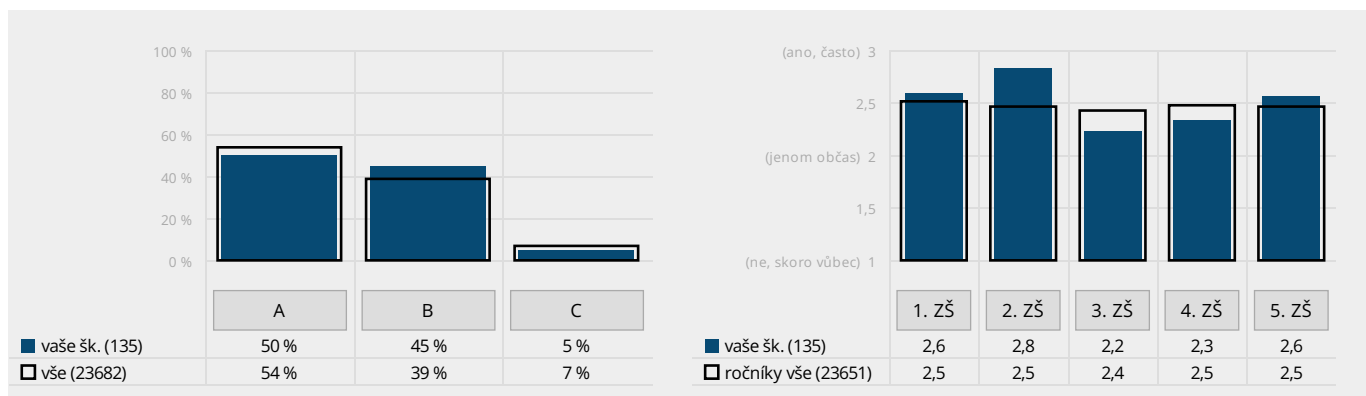 100 %
80 %
60 %
40 %
20 %
0 %
A B C
vaše šk. (135) 50 % 45 % 5 %
vše (23682) 54 % 39 % 7 %
(ano, často) 3
2,5
(jenom občas) 2
1,5
(ne, skoro vůbec) 1
1. ZŠ 2. ZŠ 3. ZŠ 4. ZŠ 5. ZŠ
vaše šk. (135) 2,6 2,8 2,2 2,3 2,6
ročníky vše (23651) 2,5 2,5 2,4 2,5 2,5